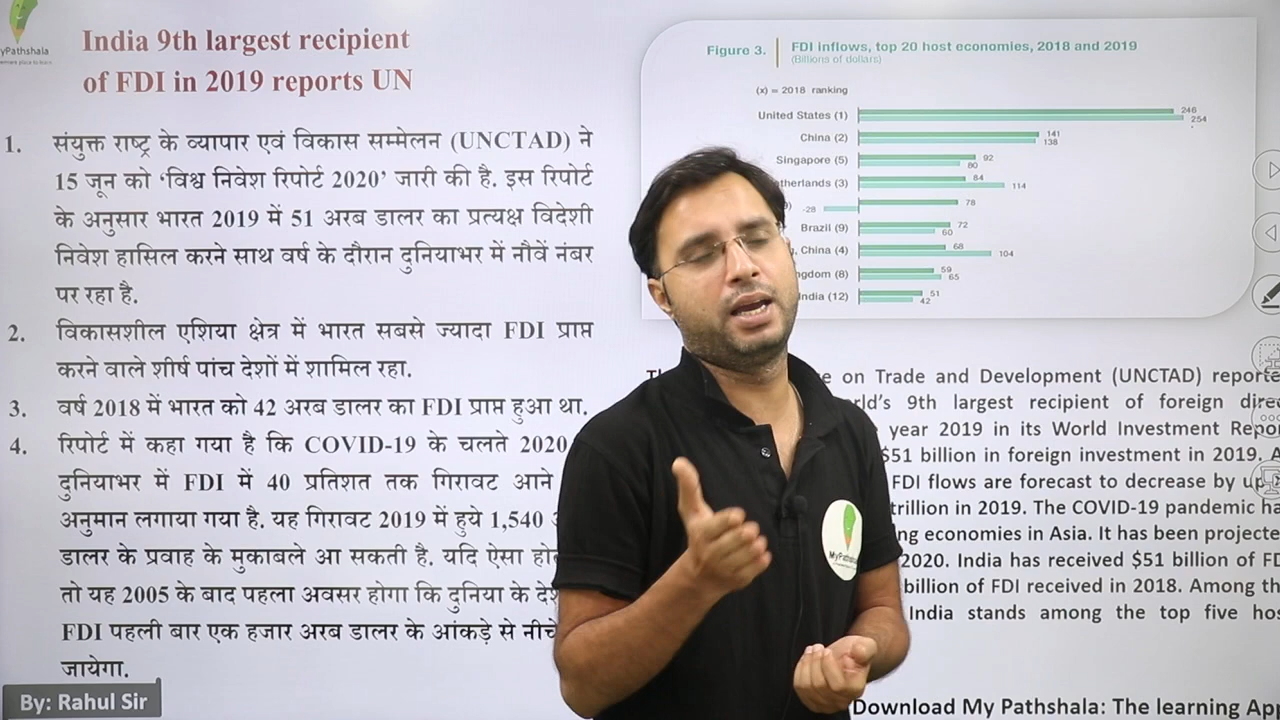 yPathshala
India 9th largest recipient
of FDI in 2019 reports UN
1. संयुक्त राष्ट्र के व्यापार एवं विकास सम्मेलन (UNCTAD) ने
15 जून को ‘विश्व निवेश रिपोर्ट 2020’ जारी की है. इस रिपोर्ट
के अनुसार भारत 2019 में 51 अरब डालर का प्रत्यक्ष विदेशी
निवेश हासिल करने साथ वर्ष के दौरान दुनियाभर में नौवें नंबर
पर रहा है.
2. विकासशील एशिया क्षेत्र में भारत सबसे ज्यादा FDI प्राप्त
करने वाले शीर्ष पांच देशों में शामिल रहा.
3. वर्ष 2018 में भारत को 42 अरब डालर का FDI प्राप्त हुआ था.
4. रिपोर्ट में कहा गया है कि COVID-19 के चलते 2020
दुनियाभर में FDI में 40 प्रतिशत तक गिरावट आने
अनुमान लगाया गया है. यह गिरावट 2019 में हुये 1,540
डालर के प्रवाह के मुकाबले आ सकती है. यदि ऐसा
तो यह 2005 के बाद पहला अवसर होगा कि दुनिया के
FDI पहली बार एक हजार अरब डालर के आंकड़े से नीचे
जायेगा.
By: Rahul Sir
Figure 3. FDI inflows, top 20 host economies, 2018 and 2019
(Billions of dollars)
(x) = 2018 ranking
United States (1) 246
254
China (2) 141
138
Singapore (5) 92
80
therlands (3) 84
114
-28 78
Brazil (9) 72
60
, China (4) 68
104
ngdom (8) 59
65
India (12) 51
42
e on Trade and Development (UNCTAD) reporte
rld’s 9th largest recipient of foreign direc
year 2019 in its World Investment Repor
$51 billion in foreign investment in 2019. A
FDI flows are forecast to decrease by up
trillion in 2019. The COVID-19 pandemic ha
ng economies in Asia. It has been projecte
2020. India has received $51 billion of FD
billion of FDI received in 2018. Among th
India stands among the top five hos
MyPathshala
Download My Pathshala: The learning App